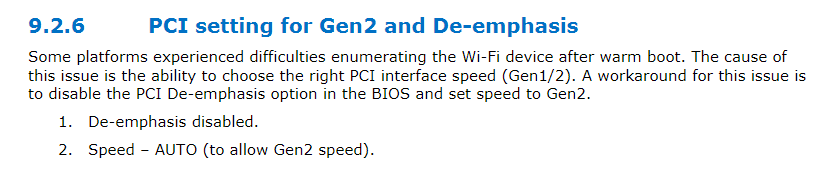 9.2.6 PCI setting for Gen2 and De-emphasis
Some platforms experienced difficulties enumerating the Wi-Fi device after warm boot. The cause of
this issue is the ability to choose the right PCI interface speed (Gen1/2). A workaround for this issue is
to disable the PCI De-emphasis option in the BIOS and set speed to Gen2.
1. De-emphasis disabled.
2. Speed – AUTO (to allow Gen2 speed).